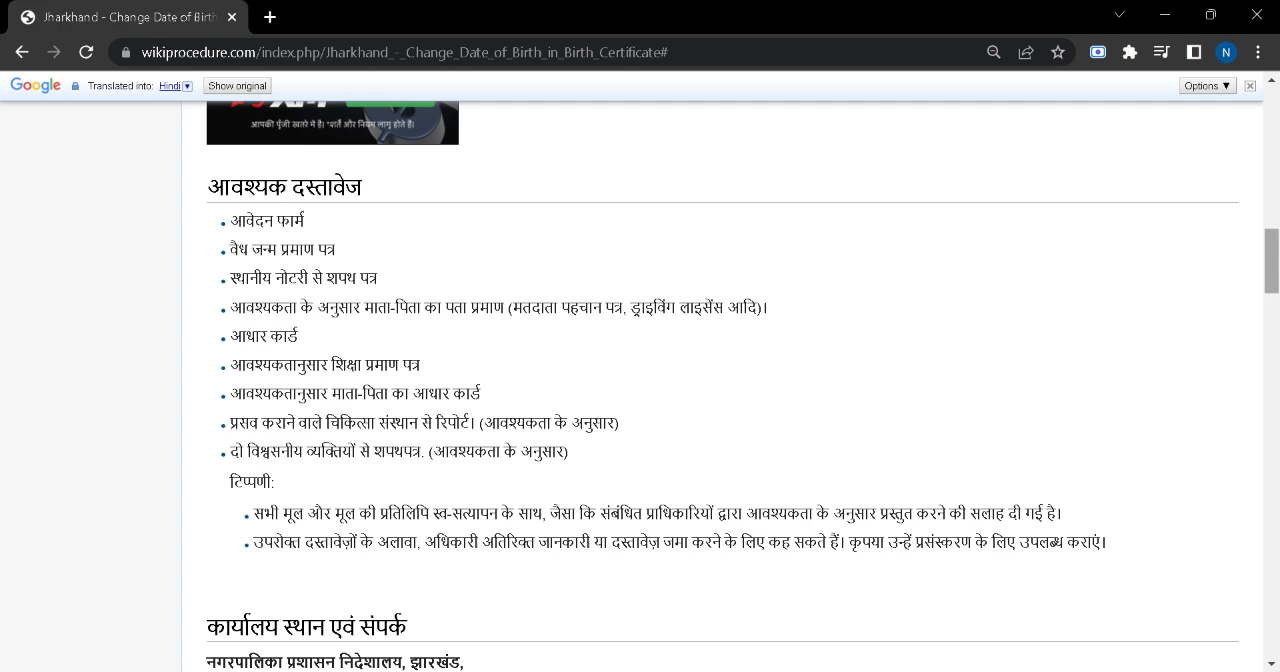 Jharkhand - Change Date of Birth
wikiprocedure.com/index.php/Jharkhand_-_Change_Date_of_Birth_in_Birth_Certificate#
N
Google Translated into: Hindi Show original Options ▼
आपकी पूँजी खतरे में है। *शर्तें और नियम लागू होते हैं।
आवश्यक दस्तावेज
आवेदन फार्म
वैध जन्म प्रमाण पत्र
स्थानीय नोटरी से शपथ पत्र
आवश्यकता के अनुसार माता-पिता का पता प्रमाण (मतदाता पहचान पत्र, ड्राइविंग लाइसेंस आदि)।
आधार कार्ड
आवश्यकतानुसार शिक्षा प्रमाण पत्र
आवश्यकतानुसार माता-पिता का आधार कार्ड
प्रसव कराने वाले चिकित्सा संस्थान से रिपोर्ट। (आवश्यकता के अनुसार)
दो विश्वसनीय व्यक्तियों से शपथपत्र. (आवश्यकता के अनुसार)
टिप्पणी:
सभी मूल और मूल की प्रतिलिपि स्व-सत्यापन के साथ, जैसा कि संबंधित प्राधिकारियों द्वारा आवश्यकता के अनुसार प्रस्तुत करने की सलाह दी गई है।
उपरोक्त दस्तावेज़ों के अलावा, अधिकारी अतिरिक्त जानकारी या दस्तावेज़ जमा करने के लिए कह सकते हैं। कृपया उन्हें प्रसंस्करण के लिए उपलब्ध कराएं।
कार्यालय स्थान एवं संपर्क
नगरपालिका प्रशासन निदेशालय, झारखंड,